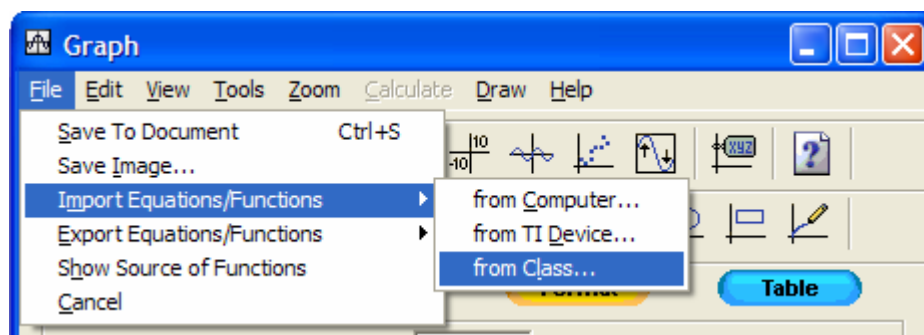 Graph
File Edit View Tools Zoom Calculate Draw Help
Save To Document Ctrl+S
Save Image...
Import Equations/Functions
Export Equations/Functions
Show Source of Functions
Cancel
from Computer...
from TI Device...
from Class...
10
-10
xyz
?
Format
Table